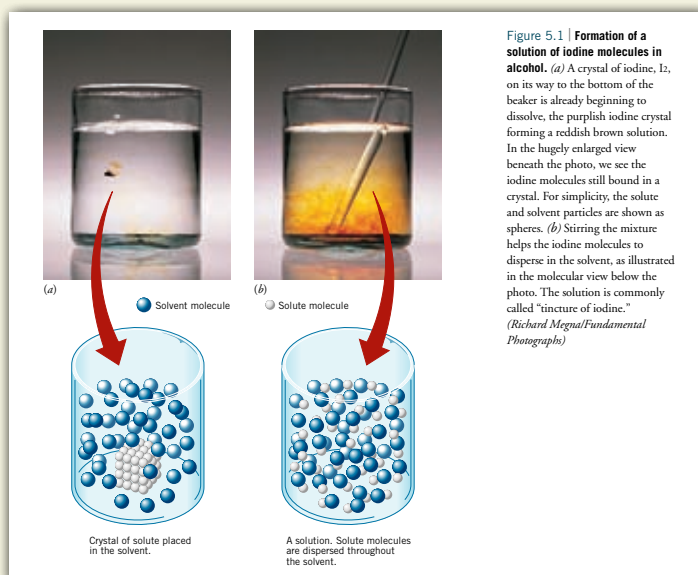 Figure 5.1 | Formation of a
solution of iodine molecules in
alcohol. (a) A crystal of iodine, I2,
on its way to the bottom of the
beaker is already beginning to
dissolve, the purplish iodine crystal
forming a reddish brown solution.
In the hugely enlarged view
beneath the photo, we see the
iodine molecules still bound in a
crystal. For simplicity, the solute
and solvent particles are shown as
spheres. (b) Stirring the mixture
helps the iodine molecules to
disperse in the solvent, as illustrated
in the molecular view below the
photo. The solution is commonly
called “tincture of iodine.”
(Richard Megna/Fundamental
Photographs)
(a)
(b)
Solvent molecule
Solute molecule
Crystal of solute placed
in the solvent.
A solution. Solute molecules
are dispersed throughout
the solvent.